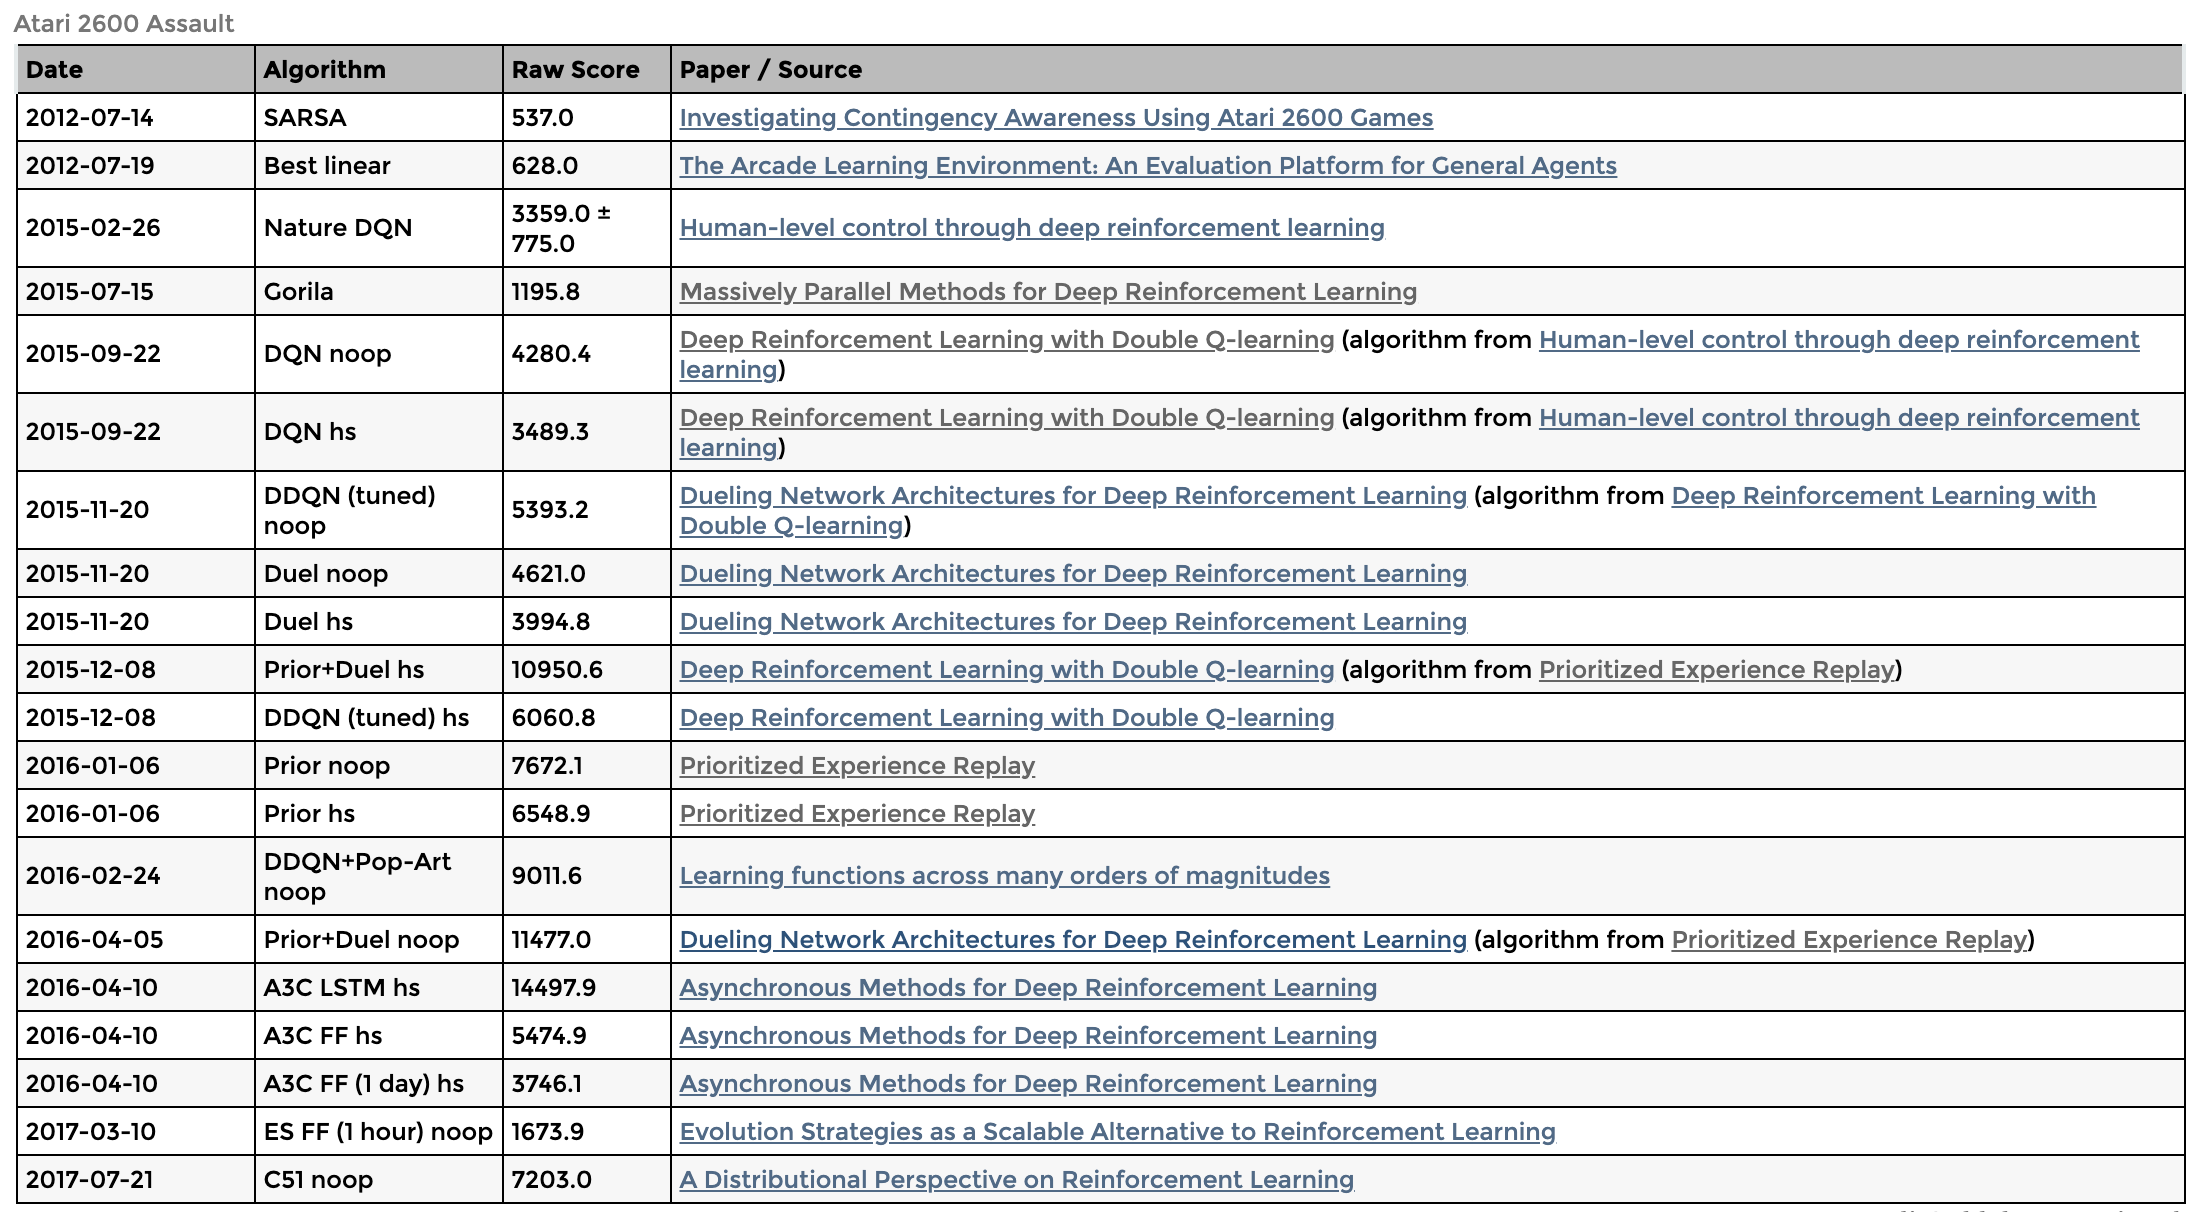 Atari 2600 Assault
Date Algorithm Raw Score Paper / Source
2012-07-14 SARSA 537.0 Investigating Contingency Awareness Using Atari 2600 Games
2012-07-19 Best linear 628.0 The Arcade Learning Environment: An Evaluation Platform for General Agents
2015-02-26 Nature DQN 3359.0 ±
775.0 Human-level control through deep reinforcement learning
2015-07-15 Gorila 1195.8 Massively Parallel Methods for Deep Reinforcement Learning
2015-09-22 DQN noop 4280.4 Deep Reinforcement Learning with Double Q-learning (algorithm from Human-level control through deep reinforcement
learning)
2015-09-22 DQN hs 3489.3 Deep Reinforcement Learning with Double Q-learning (algorithm from Human-level control through deep reinforcement
learning)
2015-11-20 DDQN (tuned)
noop 5393.2 Dueling Network Architectures for Deep Reinforcement Learning (algorithm from Deep Reinforcement Learning with
Double Q-learning)
2015-11-20 Duel noop 4621.0 Dueling Network Architectures for Deep Reinforcement Learning
2015-11-20 Duel hs 3994.8 Dueling Network Architectures for Deep Reinforcement Learning
2015-12-08 Prior+Duel hs 10950.6 Deep Reinforcement Learning with Double Q-learning (algorithm from Prioritized Experience Replay)
2015-12-08 DDQN (tuned) hs 6060.8 Deep Reinforcement Learning with Double Q-learning
2016-01-06 Prior noop 7672.1 Prioritized Experience Replay
2016-01-06 Prior hs 6548.9 Prioritized Experience Replay
2016-02-24 DDQN+Pop-Art
noop 9011.6 Learning functions across many orders of magnitudes
2016-04-05 Prior+Duel noop 11477.0 Dueling Network Architectures for Deep Reinforcement Learning (algorithm from Prioritized Experience Replay)
2016-04-10 A3C LSTM hs 14497.9 Asynchronous Methods for Deep Reinforcement Learning
2016-04-10 A3C FF hs 5474.9 Asynchronous Methods for Deep Reinforcement Learning
2016-04-10 A3C FF (1 day) hs 3746.1 Asynchronous Methods for Deep Reinforcement Learning
2017-03-10 ES FF (1 hour) noop 1673.9 Evolution Strategies as a Scalable Alternative to Reinforcement Learning
2017-07-21 C51 noop 7203.0 A Distributional Perspective on Reinforcement Learning